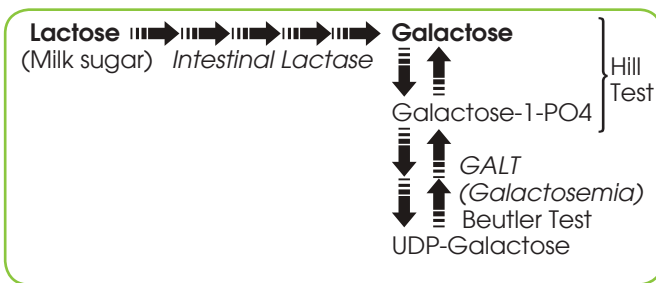 Lactose Galactose
(Milk sugar) Intestinal Lactase
Hill
Test
Galactose-1-PO4
GALT
(Galactosemia)
Beutler Test
UDP-Galactose